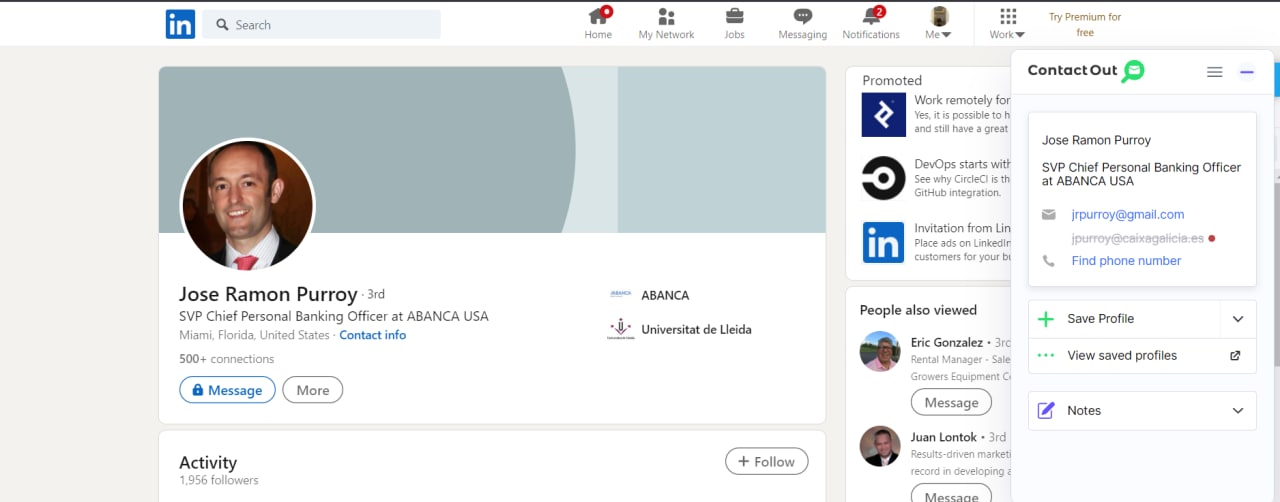 in Search
Home My Network Jobs Messaging Notifications 2 Me Work Try Premium for
free
Jose Ramon Purroy · 3rd
SVP Chief Personal Banking Officer at ABANCA USA
Miami, Florida, United States · Contact info
500+ connections
Message More
ABANCA
Universitat de Lleida
Activity
1,956 followers
+ Follow
Promoted
Work remotely for
Yes, it is possible to h
and still have a great
DevOps starts with
See why CircleCI is th
GitHub integration.
in
Invitation from Lin
Place ads on LinkedIn
customers for your bu
People also viewed
Eric Gonzalez • 3rd
Rental Manager - Sale
Growers Equipment Co
Message
Juan Lontok • 3rd
Results-driven marketi
record in developing a
Message
ContactOut
Jose Ramon Purroy
SVP Chief Personal Banking Officer
at ABANCA USA
jrpurroy@gmail.com
jpurroy@caixagalicia.es
Find phone number
Save Profile
View saved profiles
Notes